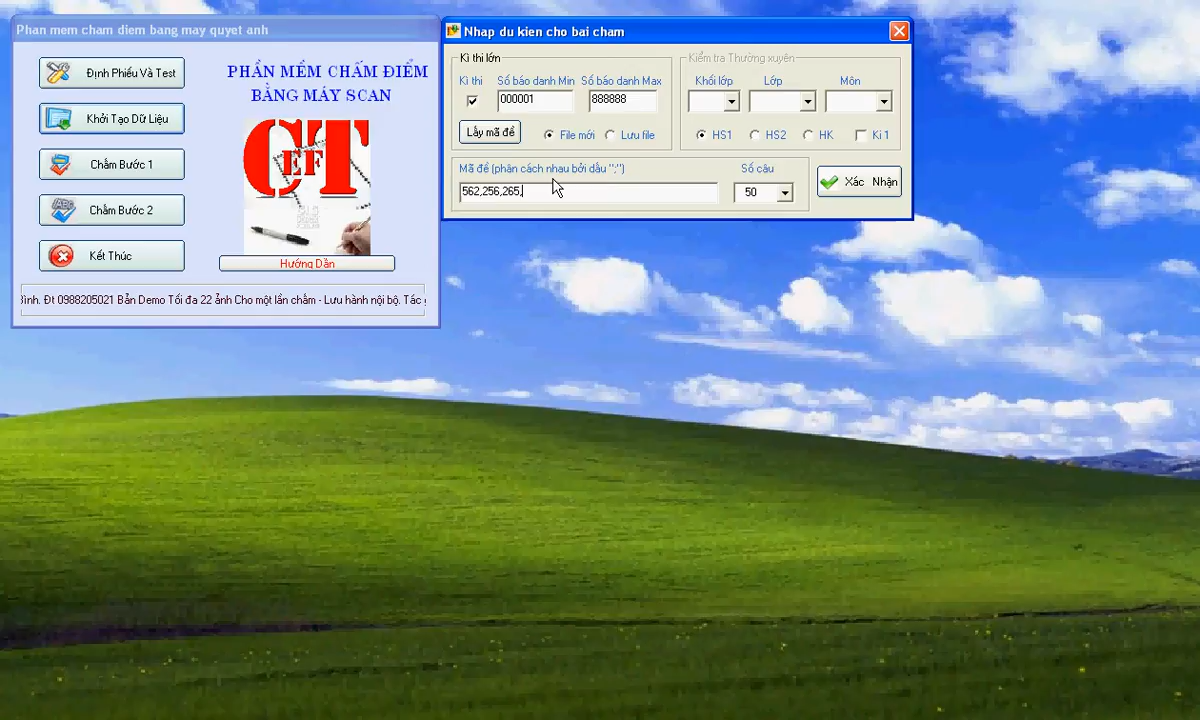 Phan mem cham diem bang may quyet anh
Định Phiếu Và Test
Khởi Tạo Dữ Liệu
Chấm Bước 1
Chấm Bước 2
Kết Thúc
PHẦN MỀM CHẤM ĐIỂM
BẰNG MÁY SCAN
CEFT
Hướng Dẫn
Bình. Đt 0988205021 Bản Demo Tối đa 22 ảnh Cho một lần chấm - Lưu hành nội bộ. Tác
Nhap du kien cho bai cham
Kì thi lớn
Kì thi Số báo danh Min Số báo danh Max
000001 888888
Lấy mã đề File mới Lưu file
Kiểm tra Thường xuyên
Khối lớp Lớp Môn
HS1 HS2 HK Kì 1
Mã đề (phân cách nhau bởi dấu ",")
562,256,265,
Số câu
50
Xác Nhận